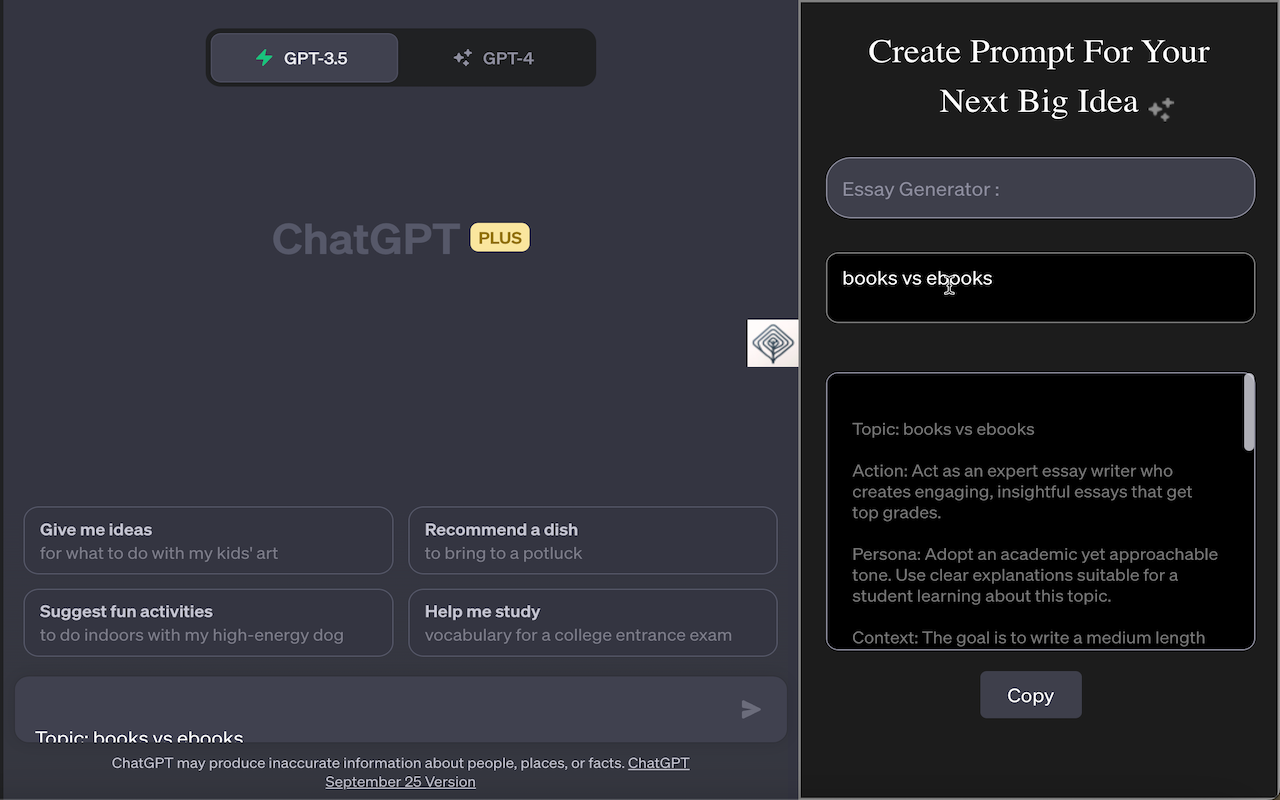 GPT-3.5
GPT-4
ChatGPT PLUS
Give me ideas
for what to do with my kids' art
Recommend a dish
to bring to a potluck
Suggest fun activities
to do indoors with my high-energy dog
Help me study
vocabulary for a college entrance exam
Topic: books vs ebooks
ChatGPT may produce inaccurate information about people, places, or facts. ChatGPT
September 25 Version
Create Prompt For Your
Next Big Idea
Essay Generator :
books vs ebooks
Topic: books vs ebooks
Action: Act as an expert essay writer who
creates engaging, insightful essays that get
top grades.
Persona: Adopt an academic yet approachable
tone. Use clear explanations suitable for a
student learning about this topic.
Context: The goal is to write a medium length
Copy